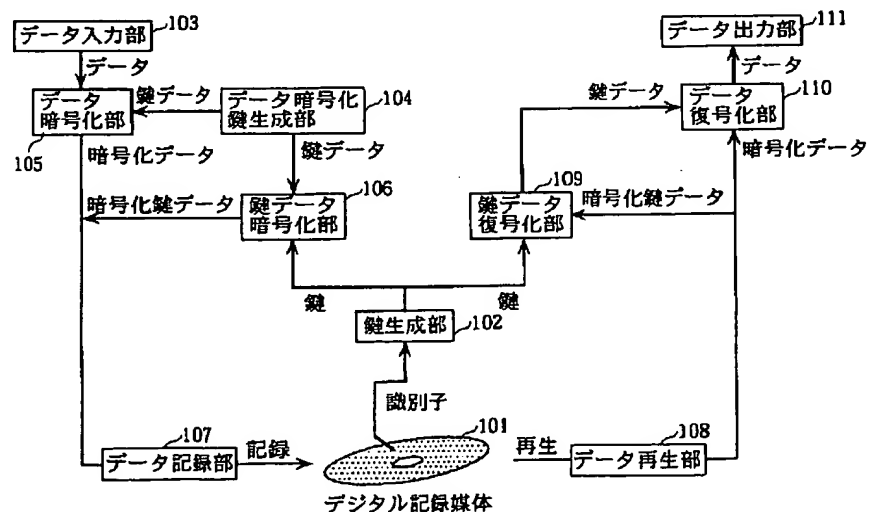 データ入力部
103
データ
データ
暗号化部
105
鍵データ
データ暗号化
鍵生成部
104
鍵データ
暗号化データ
暗号化鍵データ
鍵データ
暗号化部
106
鍵
鍵
鍵生成部
102
識別子
101
デジタル記録媒体
107
データ記録部
記録
再生
108
データ再生部
109
鍵データ
復号化部
暗号化鍵データ
鍵データ
データ
復号化部
110
暗号化データ
データ
データ出力部
111